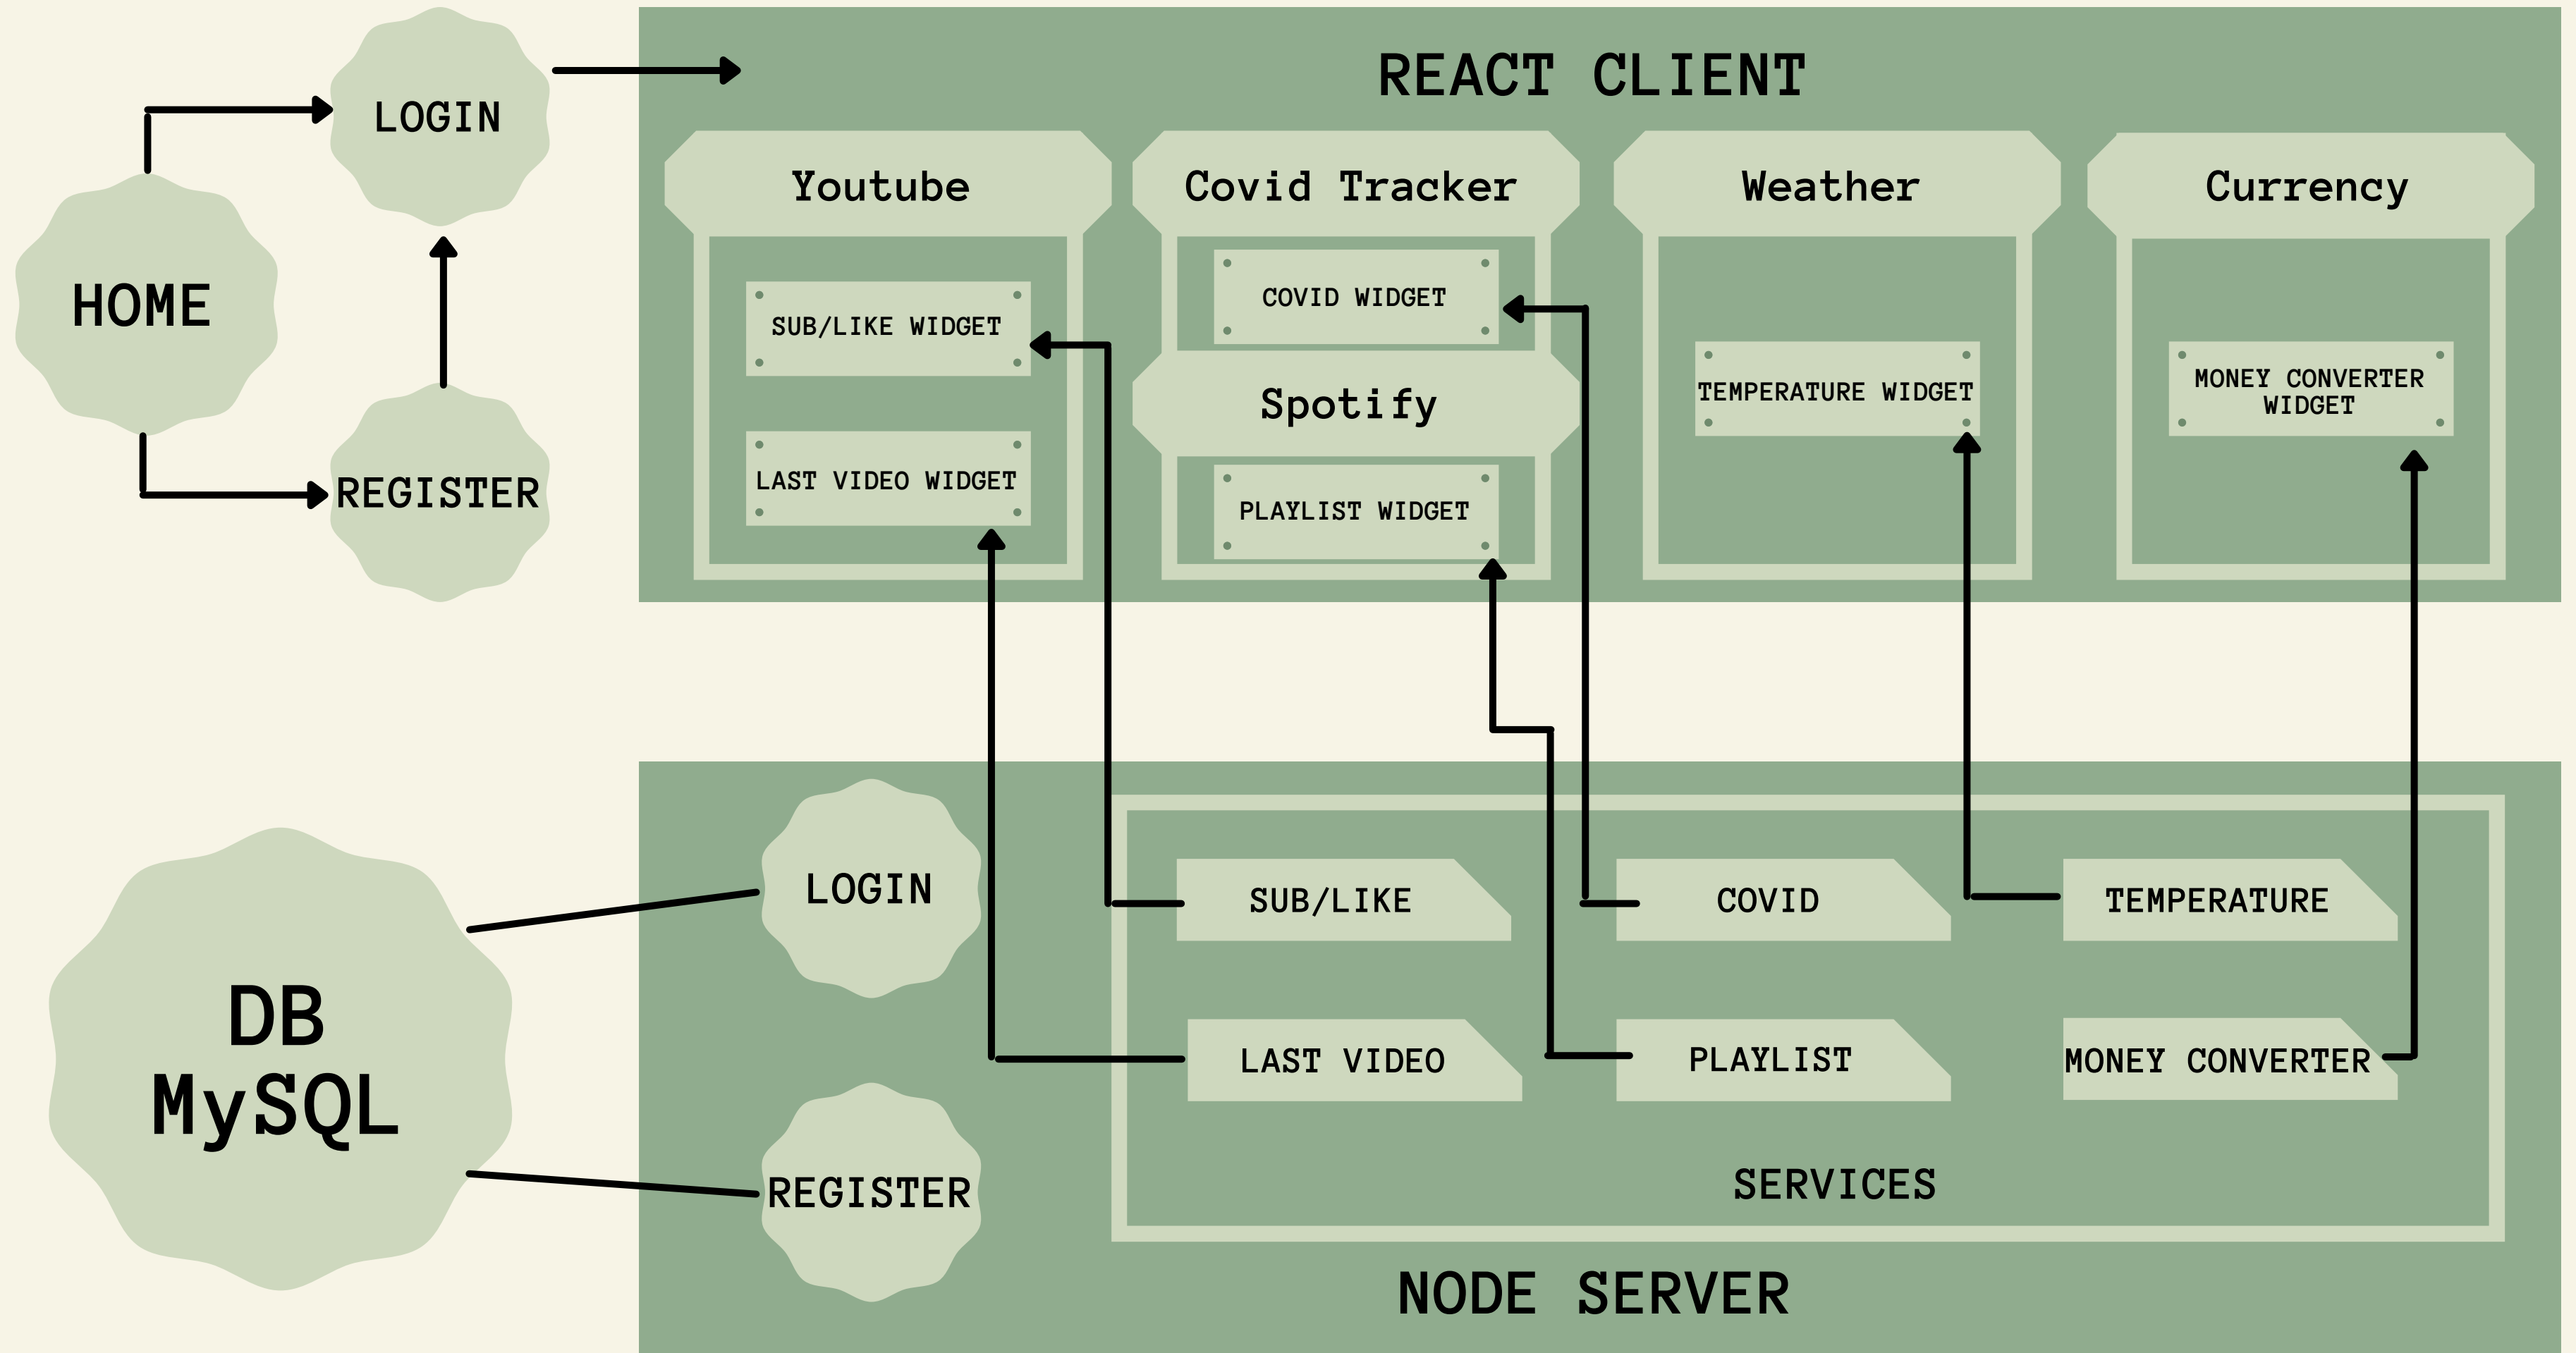 LOGIN
HOME
REGISTER
REACT CLIENT
Youtube
SUB/LIKE WIDGET
LAST VIDEO WIDGET
Covid Tracker
COVID WIDGET
Spotify
PLAYLIST WIDGET
Weather
TEMPERATURE WIDGET
Currency
MONEY CONVERTER
WIDGET
DB
MySQL
LOGIN
REGISTER
SUB/LIKE
COVID
TEMPERATURE
LAST VIDEO
PLAYLIST
MONEY CONVERTER
SERVICES
NODE SERVER